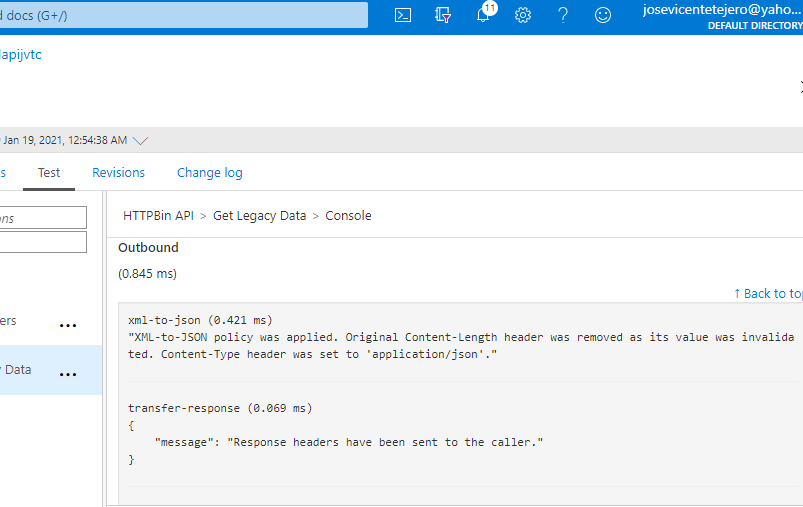 d docs (G+/)
11
josevicentetejero@yaho...
DEFAULT DIRECTORY
apijvtc
Jan 19, 2021, 12:54:38 AM
s
Test
Revisions
Change log
ns
HTTPBin API > Get Legacy Data > Console
Outbound
(0.845 ms)
↑ Back to to
ers
...
Data
...
xml-to-json (0.421 ms)
"XML-to-JSON policy was applied. Original Content-Length header was removed as its value was invalida
ted. Content-Type header was set to 'application/json'."
transfer-response (0.069 ms)
{
"message": "Response headers have been sent to the caller."
}